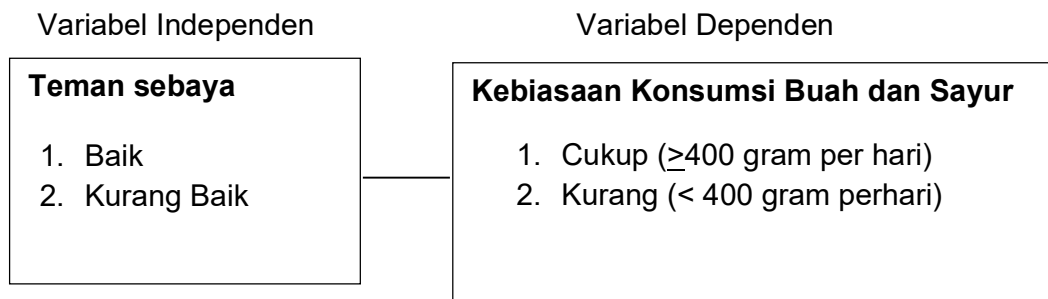 Variabel Independen
Variabel Dependen
Teman sebaya
1. Baik
2. Kurang Baik
Kebiasaan Konsumsi Buah dan Sayur
1. Cukup (≥400 gram per hari)
2. Kurang (< 400 gram perhari)